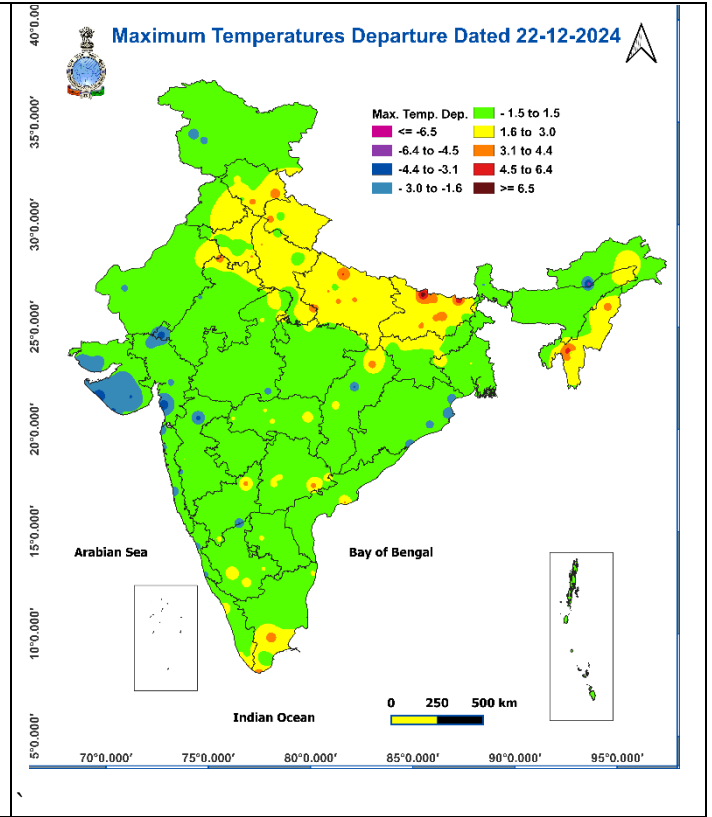 Maximum Temperatures Departure Dated 22-12-2024
Max. Temp. Dep.
<= -6.5
-6.4 to -4.5
-4.4 to -3.1
- 3.0 to -1.6
- 1.5 to 1.5
1.6 to 3.0
3.1 to 4.4
4.5 to 6.4
>= 6.5
40°0.00
35°0.000'
30°0.000'
25°0.000'
20°0.000'
15°0.000'
10°0.000'
5°0.000'
Arabian Sea
Bay of Bengal
Indian Ocean
0 250 500 km
70°0.000' 75°0.000' 80°0.000' 85°0.000' 90°0.000' 95°0.000'